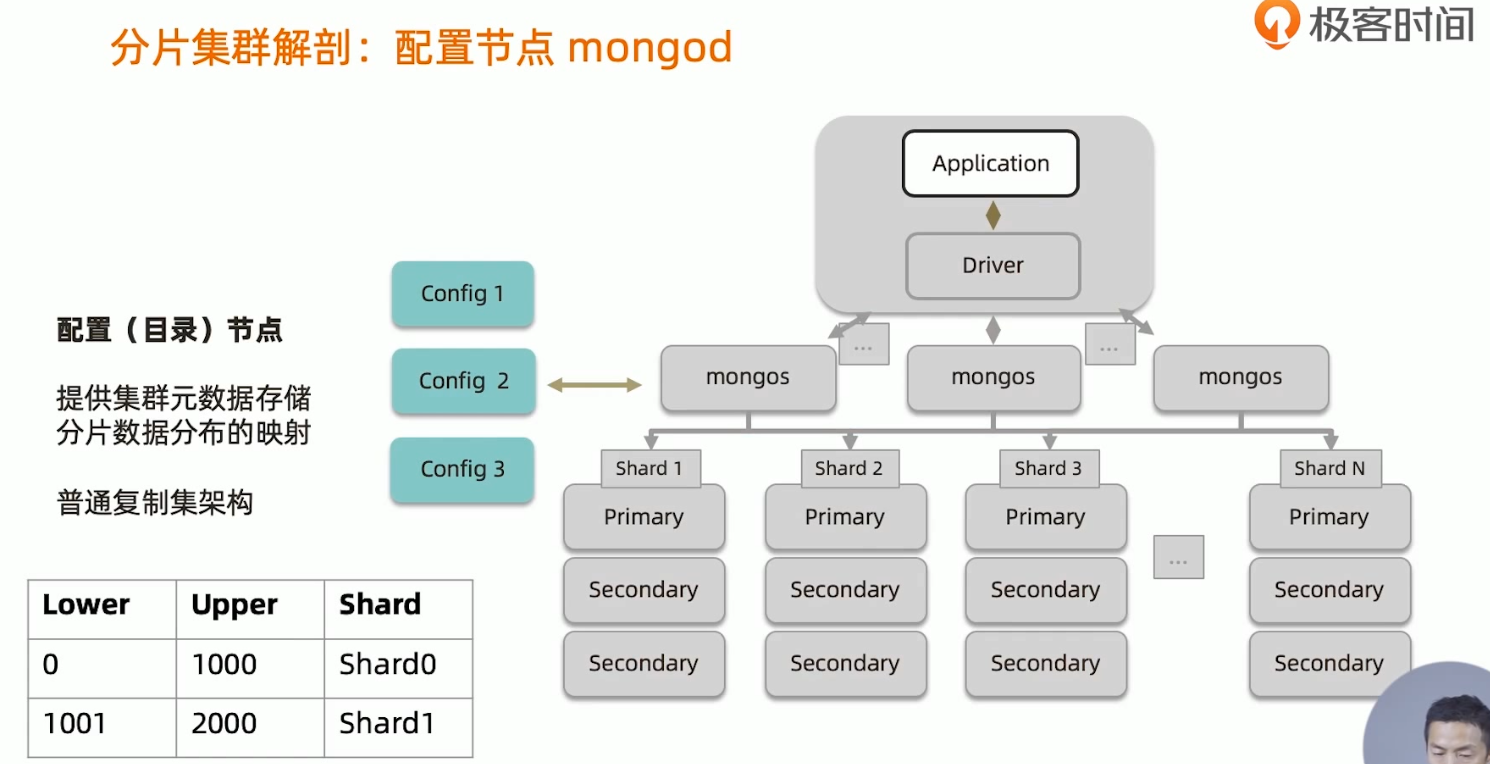 分片集群解剖：配置节点 mongod
极客时间
Application
Driver
...
...
Config 1
Config 2
Config 3
mongos
mongos
mongos
配置（目录）节点
提供集群元数据存储
分片数据分布的映射
普通复制集架构
Shard 1
Shard 2
Shard 3
Shard N
Primary
Primary
Primary
Primary
...
Secondary
Secondary
Secondary
Secondary
Secondary
Secondary
Secondary
Secondary
Lower Upper Shard
0 1000 Shard0
1001 2000 Shard1